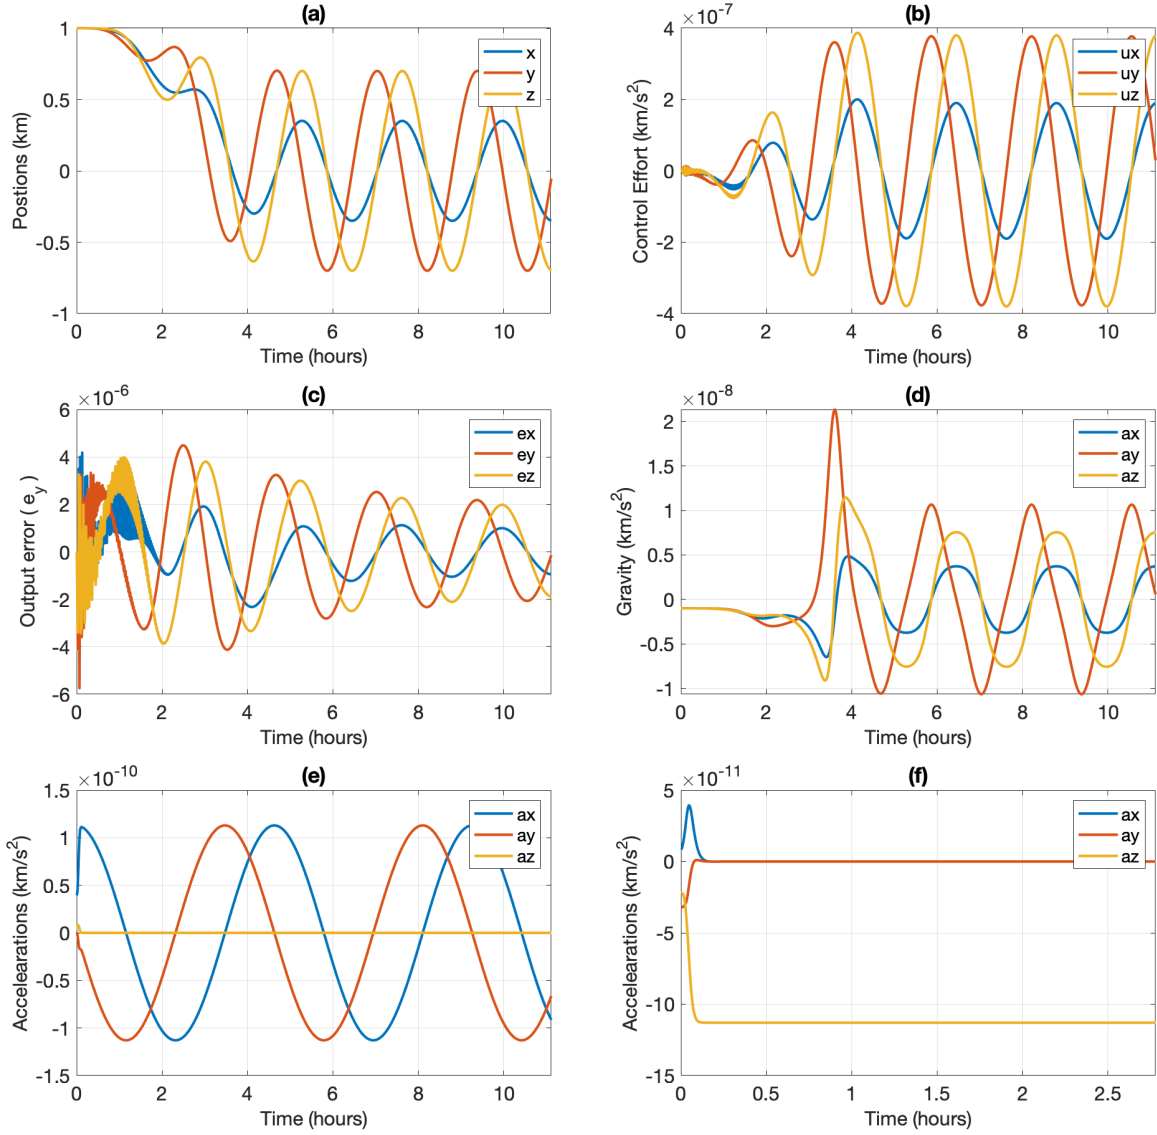 (a)
1
0.5
0
-0.5
-1
Postions (km)
0 2 4 6 8 10
Time (hours)
x
y
z
(b)
×10⁻⁷
4
2
0
-2
-4
Control Effort (km/s²)
0 2 4 6 8 10
Time (hours)
ux
uy
uz
(c)
×10⁻⁶
6
4
2
0
-2
-4
-6
Output error ( e_y )
0 2 4 6 8 10
Time (hours)
ex
ey
ez
(d)
×10⁻⁸
2
1.5
1
0.5
0
-0.5
-1
Gravity (km/s²)
0 2 4 6 8 10
Time (hours)
ax
ay
az
(e)
×10⁻¹⁰
1.5
1
0.5
0
-0.5
-1
-1.5
Accelearations (km/s²)
0 2 4 6 8 10
Time (hours)
ax
ay
az
(f)
×10⁻¹¹
5
0
-5
-10
-15
Accelearations (km/s²)
0 0.5 1 1.5 2 2.5
Time (hours)
ax
ay
az